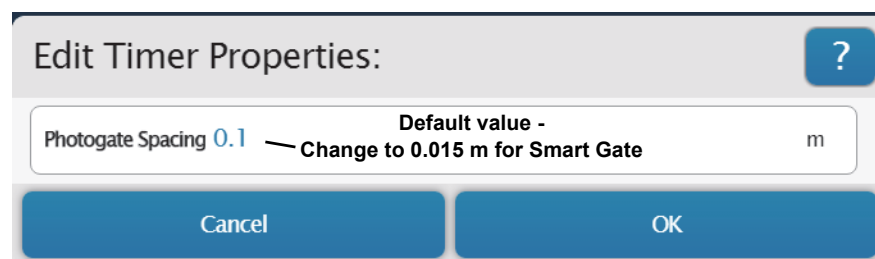 Edit Timer Properties:
?
Default value -
Photogate Spacing 0.1
Change to 0.015 m for Smart Gate
m
Cancel
OK